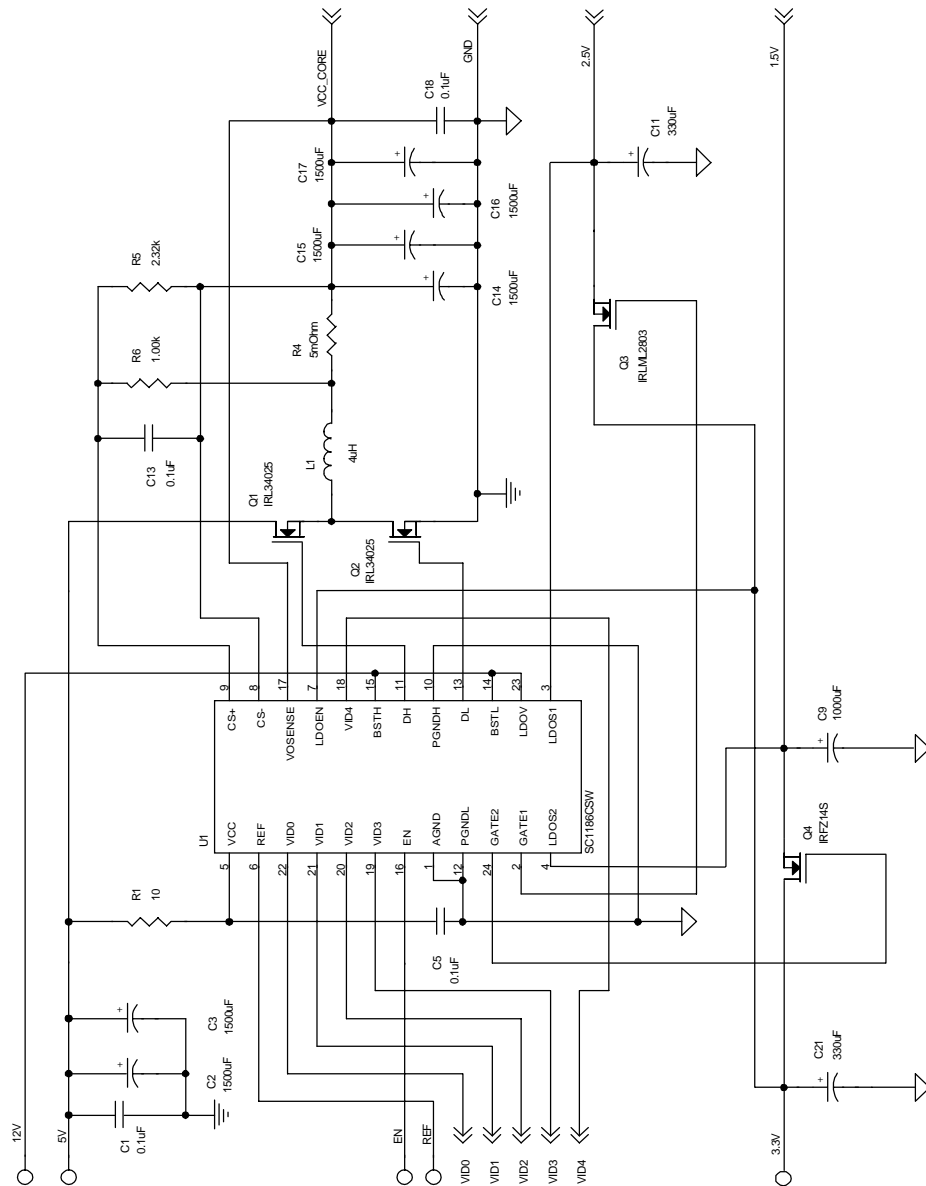 12V
5V
C1
0.1uF
C2
1500uF
C3
1500uF
R1
10
EN
REF
VID0
VID1
VID2
VID3
VID4
3.3V
C21
330uF
C5
0.1uF
U1
5
VCC
6
REF
22
VID0
21
VID1
20
VID2
19
VID3
16
EN
1
AGND
12
PGNDL
24
GATE2
2
GATE1
4
LDOS2
SC1186CSW
CS+
9
CS-
8
VOSENSE
17
LDOEN
7
VID4
18
BSTH
15
DH
11
PGNDH
10
DL
13
BSTL
14
LDOV
23
LDOS1
3
C13
0.1uF
R6
1.00k
R5
2.32k
Q1
IRL34025
Q2
IRL34025
L1
4uH
R4
5mOhm
C14
1500uF
C15
1500uF
C16
1500uF
C17
1500uF
C18
0.1uF
VCC_CORE
GND
Q3
IRLML2803
C11
330uF
2.5V
Q4
IRFZ14S
C9
1000uF
1.5V